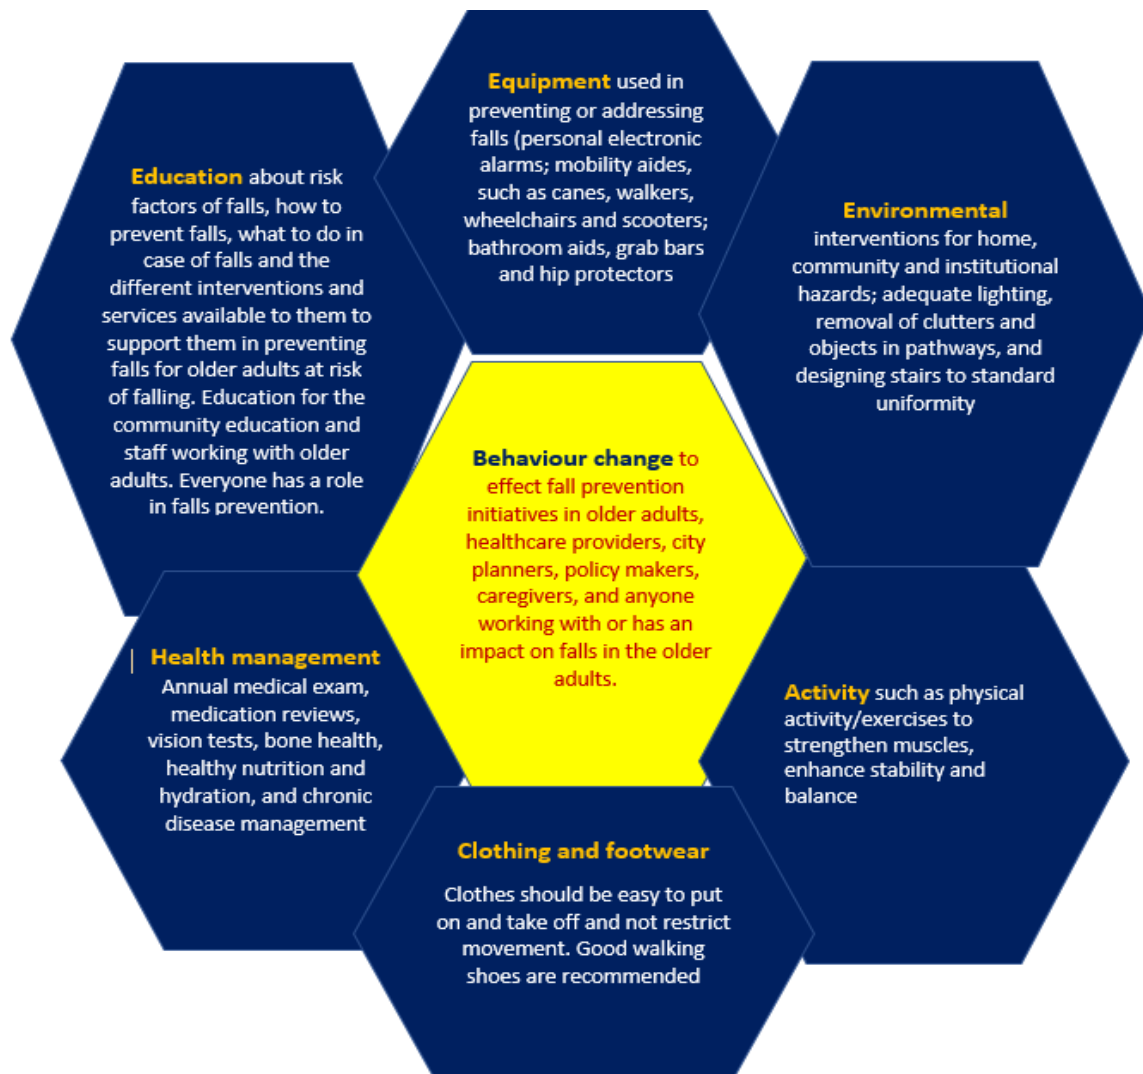 Equipment used in
preventing or addressing
falls (personal electronic
alarms; mobility aides,
such as canes, walkers,
wheelchairs and scooters;
bathroom aids, grab bars
and hip protectors
Education about risk
factors of falls, how to
prevent falls, what to do in
case of falls and the
different interventions and
services available to them to
support them in preventing
falls for older adults at risk
of falling. Education for the
community education and
staff working with older
adults. Everyone has a role
in falls prevention.
Environmental
interventions for home,
community and institutional
hazards; adequate lighting,
removal of clutters and
objects in pathways, and
designing stairs to standard
uniformity
Behaviour change to
effect fall prevention
initiatives in older adults,
healthcare providers, city
planners, policy makers,
caregivers, and anyone
working with or has an
impact on falls in the older
adults.
Health management
Annual medical exam,
medication reviews,
vision tests, bone health,
healthy nutrition and
hydration, and chronic
disease management
Activity such as physical
activity/exercises to
strengthen muscles,
enhance stability and
balance
Clothing and footwear
Clothes should be easy to put
on and take off and not restrict
movement. Good walking
shoes are recommended